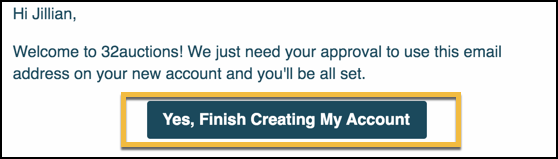 Hi Jillian,
Welcome to 32auctions! We just need your approval to use this email
address on your new account and you'll be all set.
Yes, Finish Creating My Account